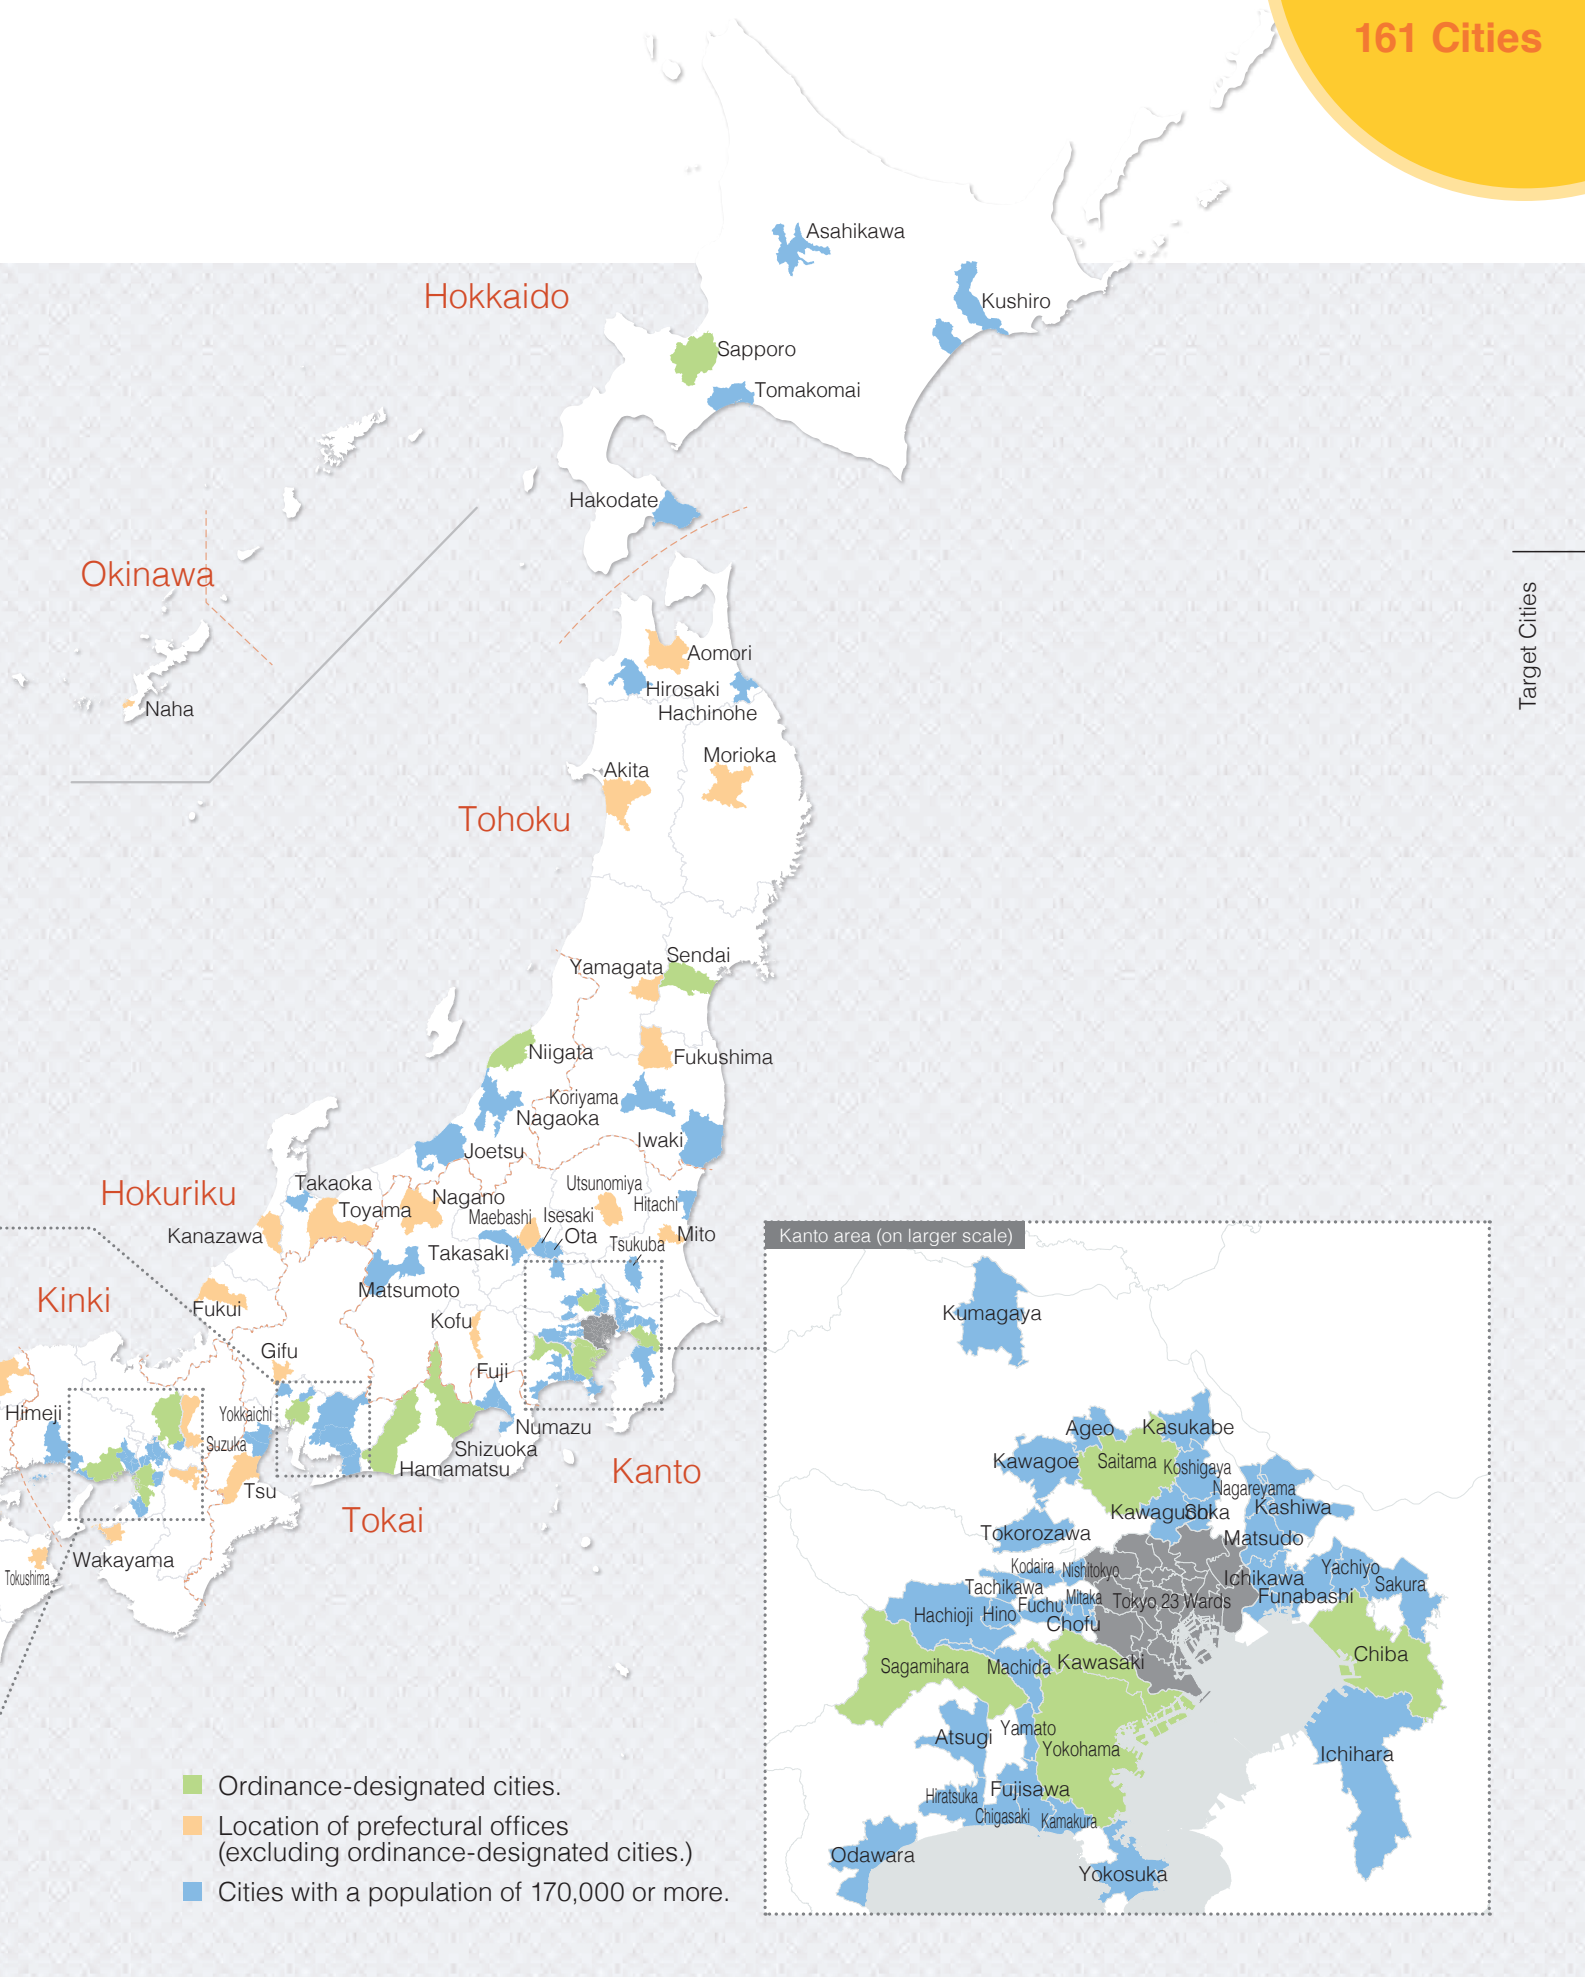 161 Cities
Asahikawa
Hokkaido
Kushiro
Sapporo
Tomakomai
Hakodate
Okinawa
Naha
Target Cities
Aomori
Hirosaki
Hachinohe
Morioka
Akita
Tohoku
Sendai
Yamagata
Niigata
Fukushima
Koriyama
Nagaoka
Iwaki
Joetsu
Hokuriku
Takaoka
Utsunomiya
Nagano
Hitachi
Toyama
Maebashi
Isesaki
Kanazawa
Ota
Mito
Takasaki
Tsukuba
Matsumoto
Kinki
Fukui
Kofu
Gifu
Fuji
Himeji
Yokkaichi
Numazu
Suzuka
Shizuoka
Hamamatsu
Kanto
Tsu
Tokai
Wakayama
Tokushima
Kanto area (on larger scale)
Kumagaya
Ageo
Kasukabe
Kawagoe
Saitama
Koshigaya
Nagareyama
Kashiwa
Kawaguchi
Soka
Tokorozawa
Matsudo
Kodaira
Nishitokyo
Ichikawa
Yachiyo
Tachikawa
Sakura
Mitaka
Tokyo 23 Wards
Funabashi
Hachioji
Hino
Fuchu
Chofu
Chiba
Sagamihara
Machida
Kawasaki
Atsugi
Yamato
Yokohama
Ichihara
Hiratsuka
Fujisawa
Chigasaki
Kamakura
Odawara
Yokosuka
Ordinance-designated cities.
Location of prefectural offices
(excluding ordinance-designated cities.)
Cities with a population of 170,000 or more.